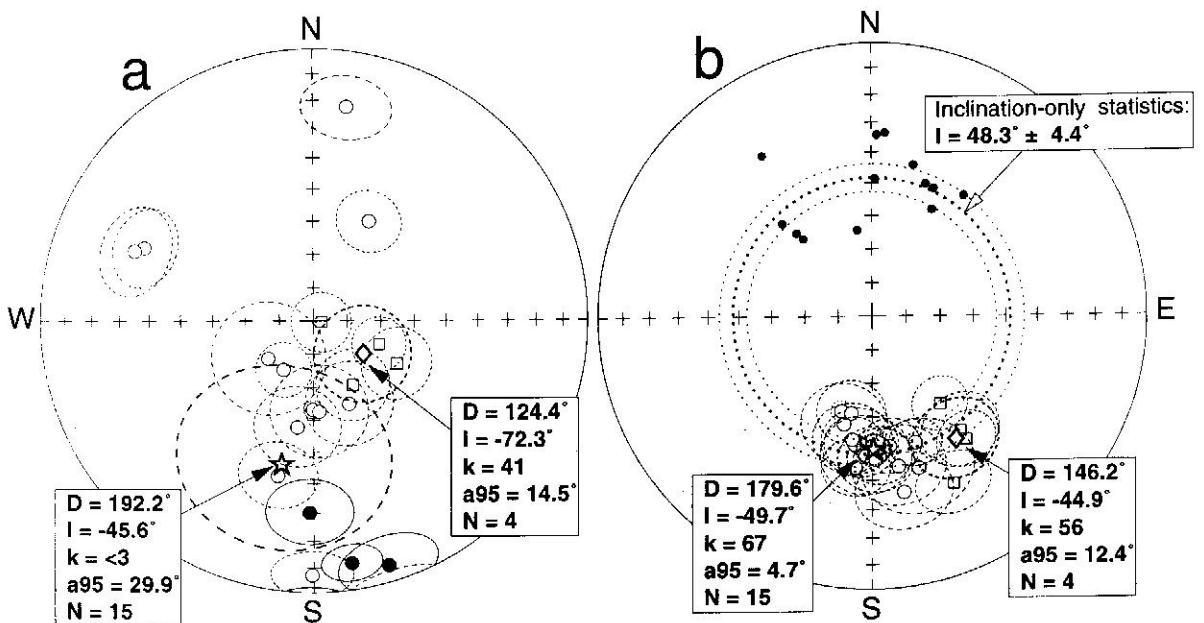 N
a
W
S
D = 124.4°
I = -72.3°
k = 41
a95 = 14.5°
N = 4
D = 192.2°
I = -45.6°
k = <3
a95 = 29.9°
N = 15
N
b
E
S
Inclination-only statistics:
I = 48.3° ± 4.4°
D = 179.6°
I = -49.7°
k = 67
a95 = 4.7°
N = 15
D = 146.2°
I = -44.9°
k = 56
a95 = 12.4°
N = 4